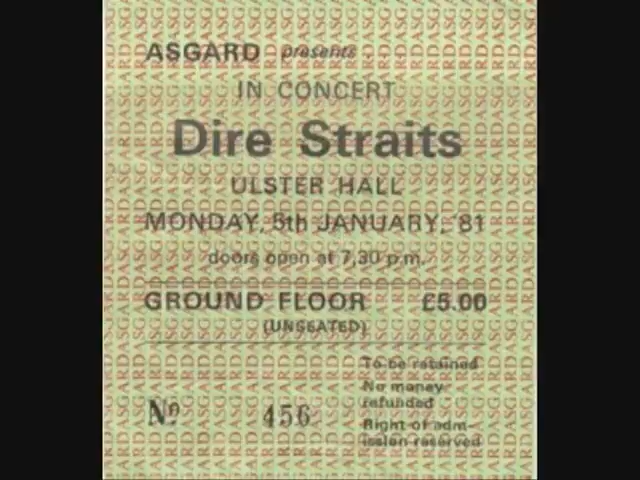 ASGARD presents
IN CONCERT
Dire Straits
ULSTER HALL
MONDAY, 5th JANUARY, '81
doors open at 7,30 p.m.
GROUND FLOOR £5.00
(UNSEATED)
To be retained
No money
refunded
Right of adm-
ission reserved
Nº 456